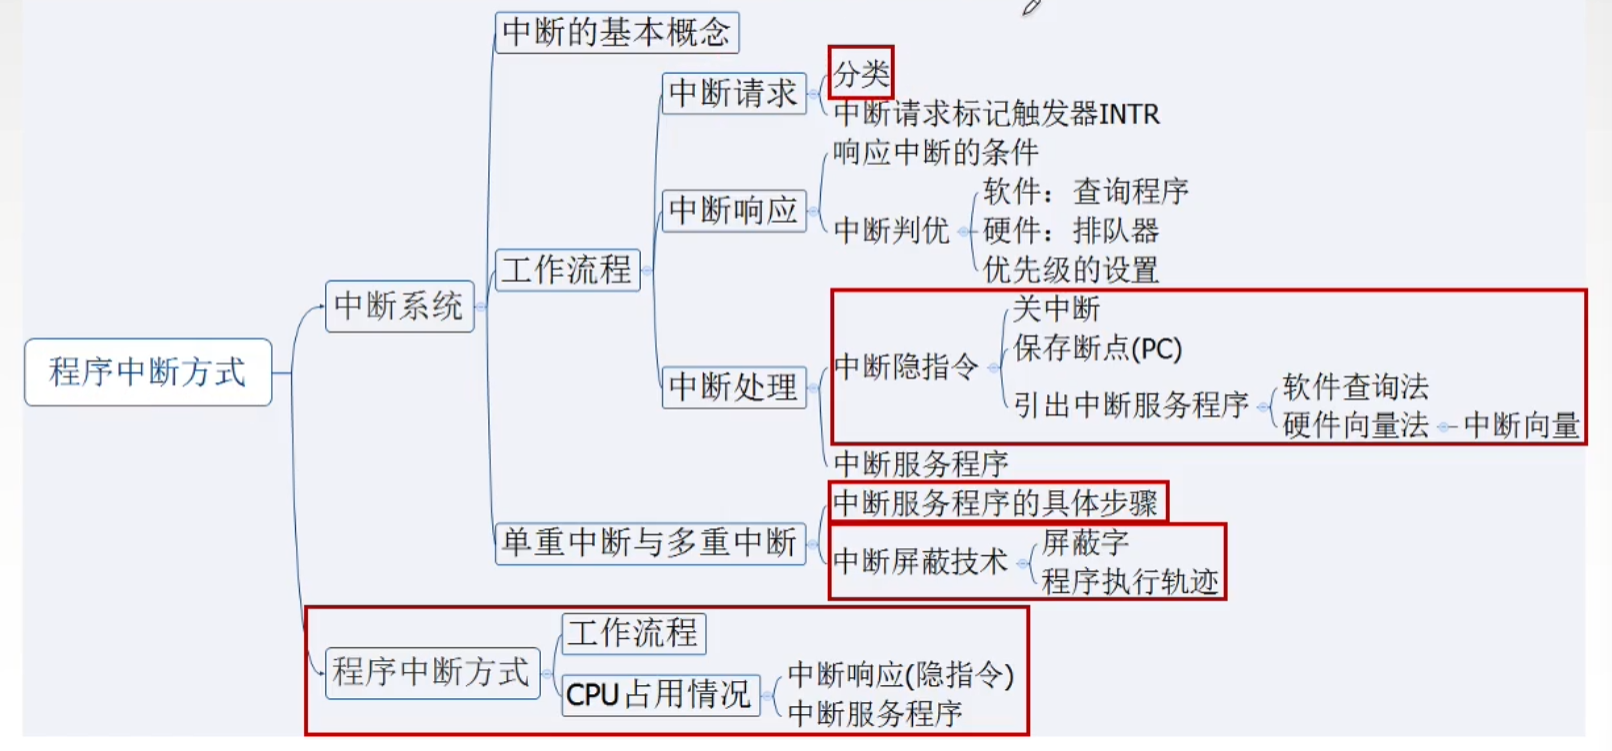 中断的基本概念
分类
中断请求
中断请求标记触发器INTR
响应中断的条件
软件：查询程序
中断响应
中断判优
硬件：排队器
优先级的设置
工作流程
中断系统
关中断
保存断点(PC)
中断隐指令
程序中断方式
中断处理
引出中断服务程序
软件查询法
硬件向量法
中断向量
中断服务程序
中断服务程序的具体步骤
单重中断与多重中断
屏蔽字
中断屏蔽技术
程序执行轨迹
工作流程
程序中断方式
中断响应(隐指令)
CPU占用情况
中断服务程序